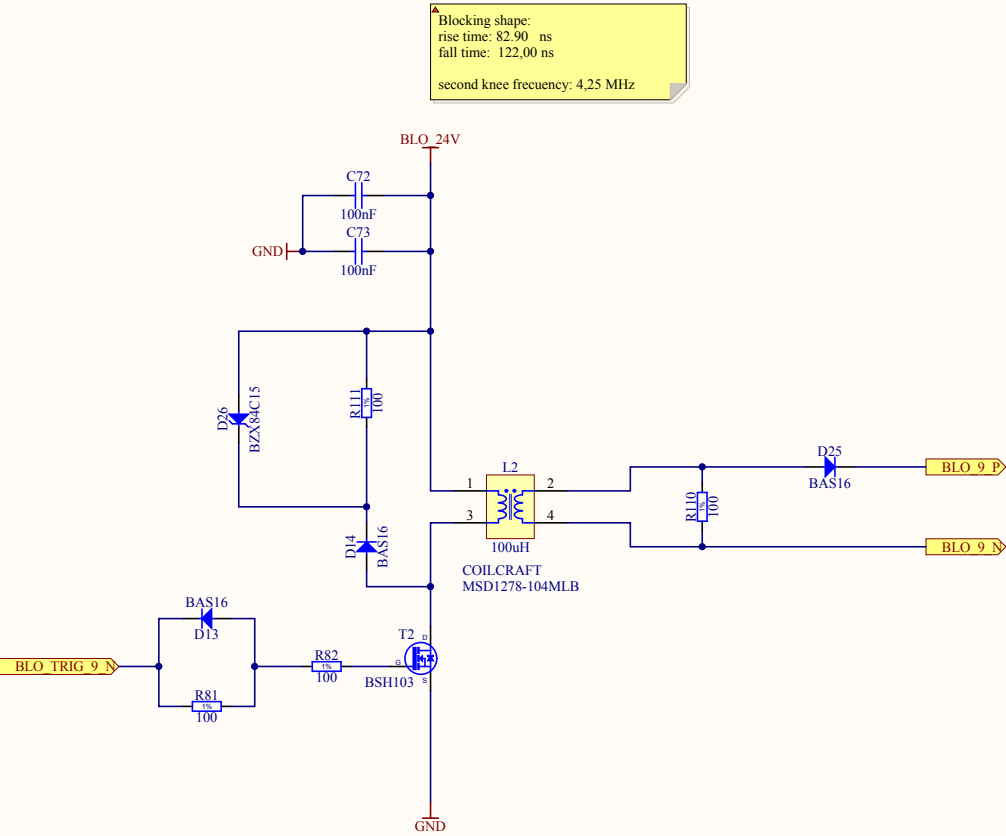 Blocking shape:
rise time: 82.90 ns
fall time: 122,00 ns
second knee frecuency: 4,25 MHz
BLO_24V
C72
100nF
C73
GND
100nF
D26
BZX84C15
R111
1%
100
D25
BAS16
BLO_9_P
L2
1
2
3
4
100uH
COILCRAFT
MSD1278-104MLB
R110
1%
100
BLO_9_N
D14
BAS16
BAS16
D13
BLO_TRIG_9_N
R81
1%
100
R82
1%
100
T2
D
G
S
BSH103
GND